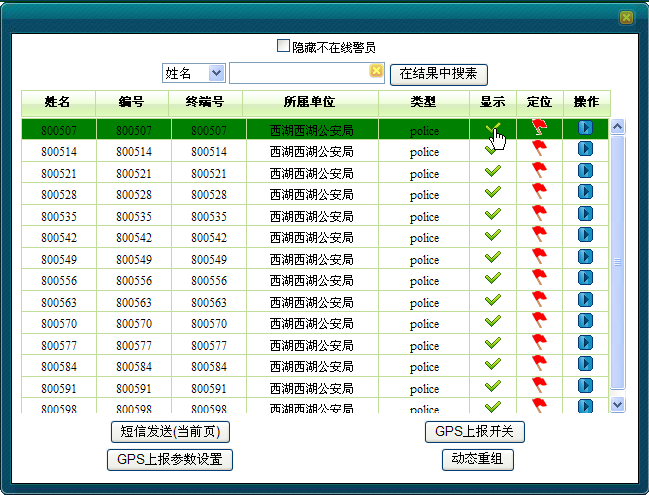 隐藏不在线警员
姓名 在结果中搜素
姓名 编号 终端号 所属单位 类型 显示 定位 操作
800507 800507 800507 西湖西湖公安局 police
800514 800514 800514 西湖西湖公安局 police
800521 800521 800521 西湖西湖公安局 police
800528 800528 800528 西湖西湖公安局 police
800535 800535 800535 西湖西湖公安局 police
800542 800542 800542 西湖西湖公安局 police
800549 800549 800549 西湖西湖公安局 police
800556 800556 800556 西湖西湖公安局 police
800563 800563 800563 西湖西湖公安局 police
800570 800570 800570 西湖西湖公安局 police
800577 800577 800577 西湖西湖公安局 police
800584 800584 800584 西湖西湖公安局 police
800591 800591 800591 西湖西湖公安局 police
800598 800598 800598 西湖西湖公安局 police
短信发送(当前页) GPS上报开关
GPS上报参数设置 动态重组